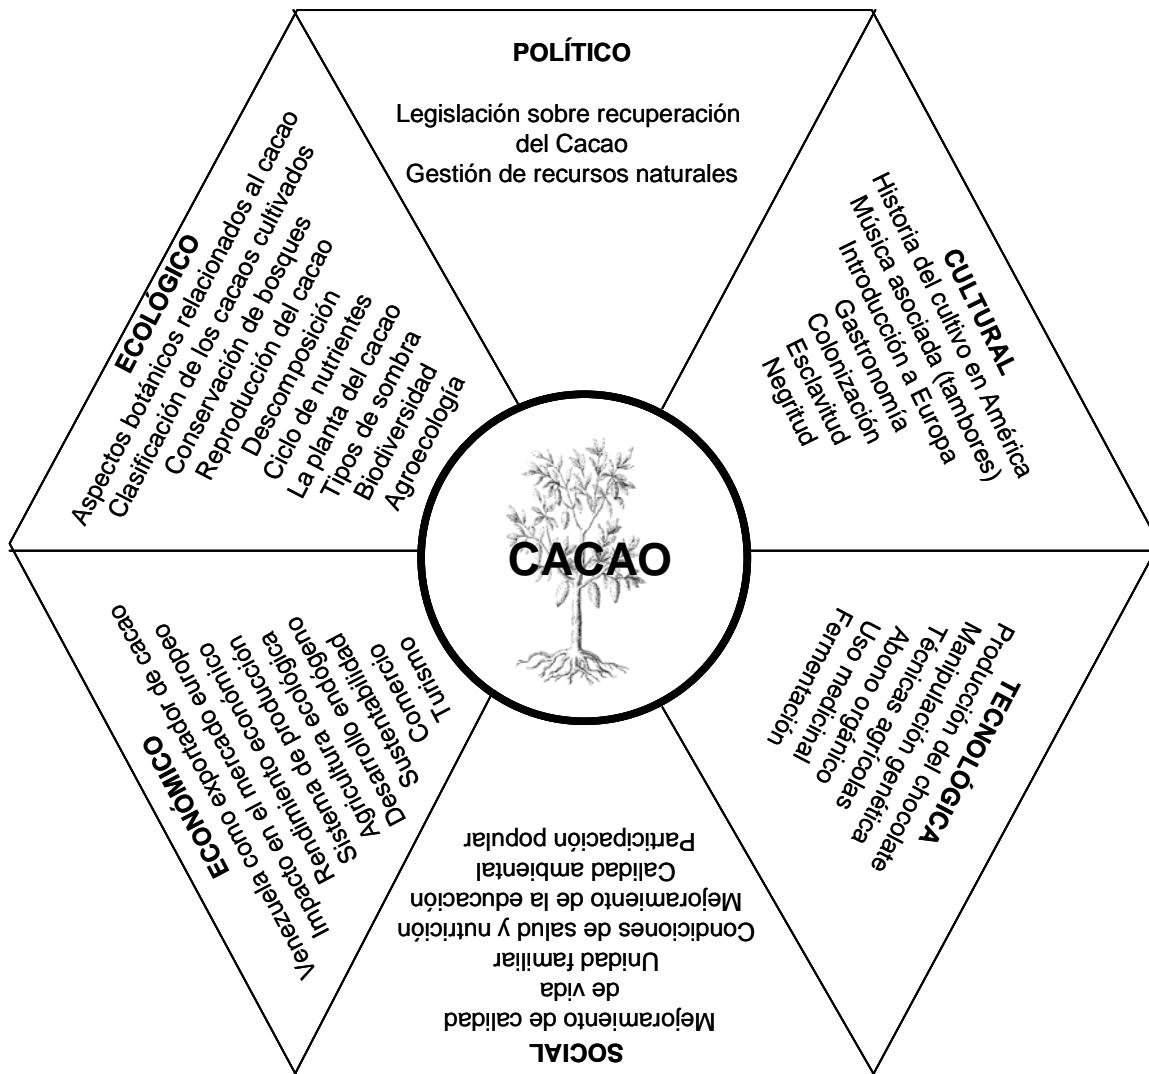 POLÍTICO
Legislación sobre recuperación
del Cacao
Gestión de recursos naturales
CULTURAL
Historia del cultivo en América
Música asociada (tambores)
Introducción a Europa
Gastronomía
Colonización
Esclavitud
Negritud
TECNOLÓGICA
Producción del chocolate
Manipulación genética
Técnicas agrícolas
Abono orgánico
Uso medicinal
Fermentación
SOCIAL
Mejoramiento de calidad
de vida
Unidad familiar
Condiciones de salud y nutrición
Mejoramiento de la educación
Calidad ambiental
Participación popular
ECONÓMICO
Venezuela como exportador de cacao
Impacto en el mercado europeo
Rendimiento económico
Sistema de producción
Agricultura ecológica
Desarrollo endógeno
Sustentabilidad
Comercio
Turismo
ECOLÓGICO
Aspectos botánicos relacionados al cacao
Clasificación de los cacaos cultivados
Conservación de bosques
Reproducción del cacao
Descomposición
Ciclo de nutrientes
La planta del cacao
Tipos de sombra
Biodiversidad
Agroecología
CACAO